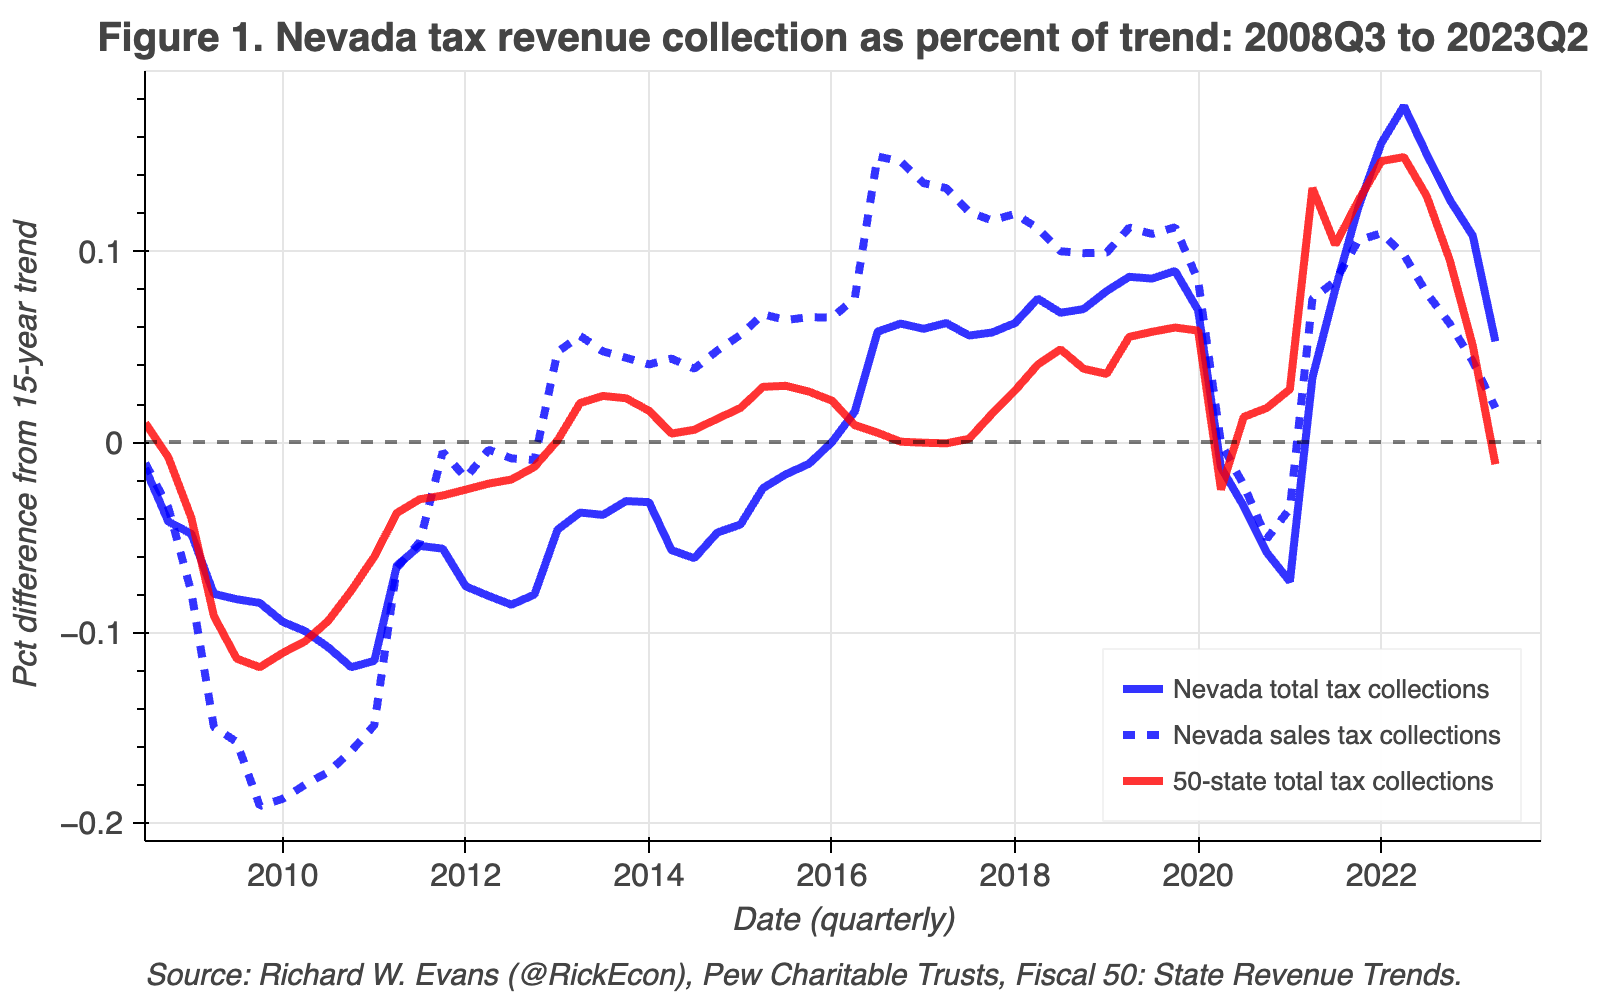 Figure 1. Nevada tax revenue collection as percent of trend: 2008Q3 to 2023Q2
Pct difference from 15-year trend
0.1
0
−0.1
−0.2
Nevada total tax collections
Nevada sales tax collections
50-state total tax collections
2010 2012 2014 2016 2018 2020 2022
Date (quarterly)
Source: Richard W. Evans (@RickEcon), Pew Charitable Trusts, Fiscal 50: State Revenue Trends.